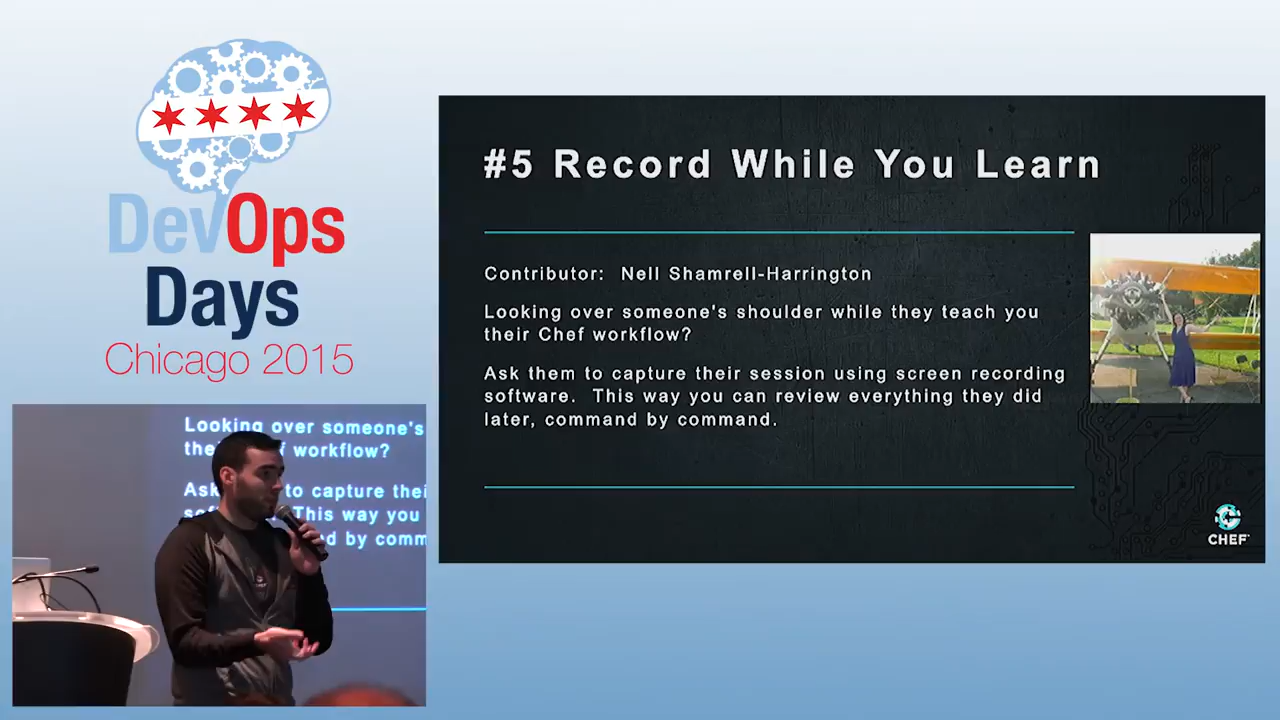 DevOps
Days
Chicago 2015
#5 Record While You Learn
Contributor: Nell Shamrell-Harrington
Looking over someone's shoulder while they teach you
their Chef workflow?
Ask them to capture their session using screen recording
software. This way you can review everything they did
later, command by command.
CHEF
Looking over someone's
workflow?
Ask to capture thei
This way you
d by comm
CHEF